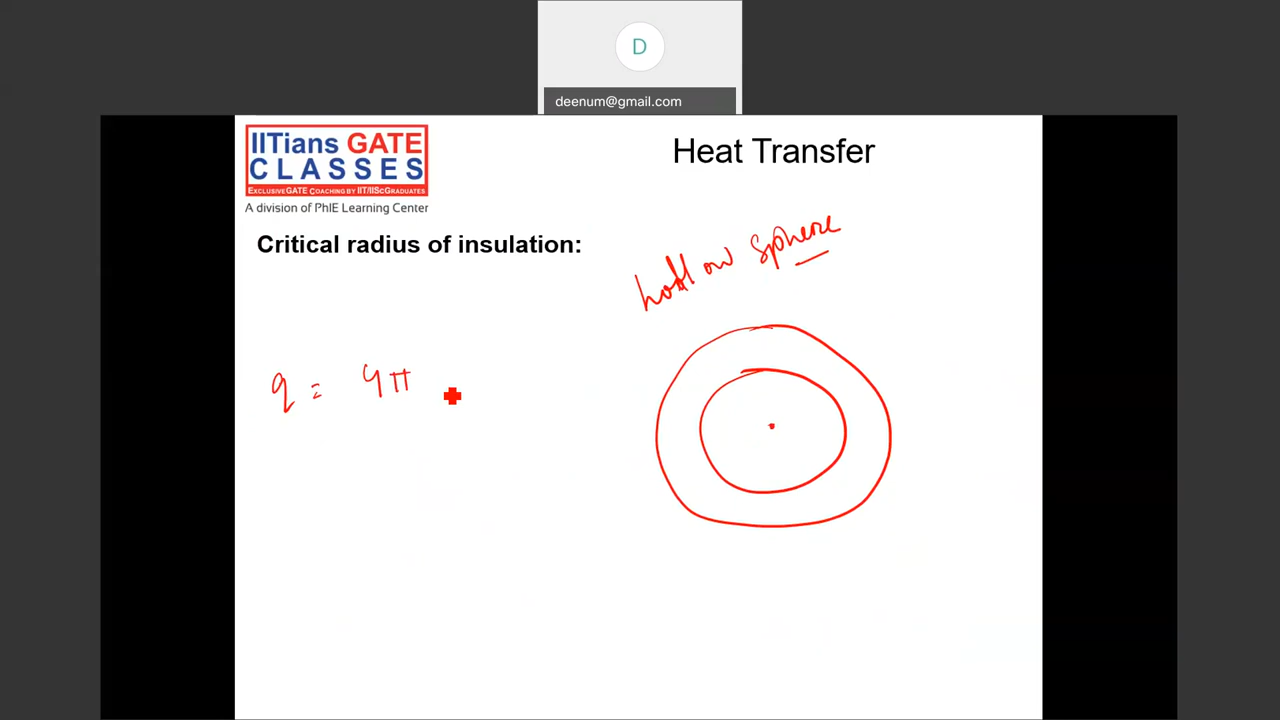 D
deenum@gmail.com
IITians GATE
CLASSES
EXCLUSIVE GATE COACHING BY IIT/IISc GRADUATES
A division of PhIE Learning Center
Heat Transfer
Critical radius of insulation:
hollow sphere
q = 4π